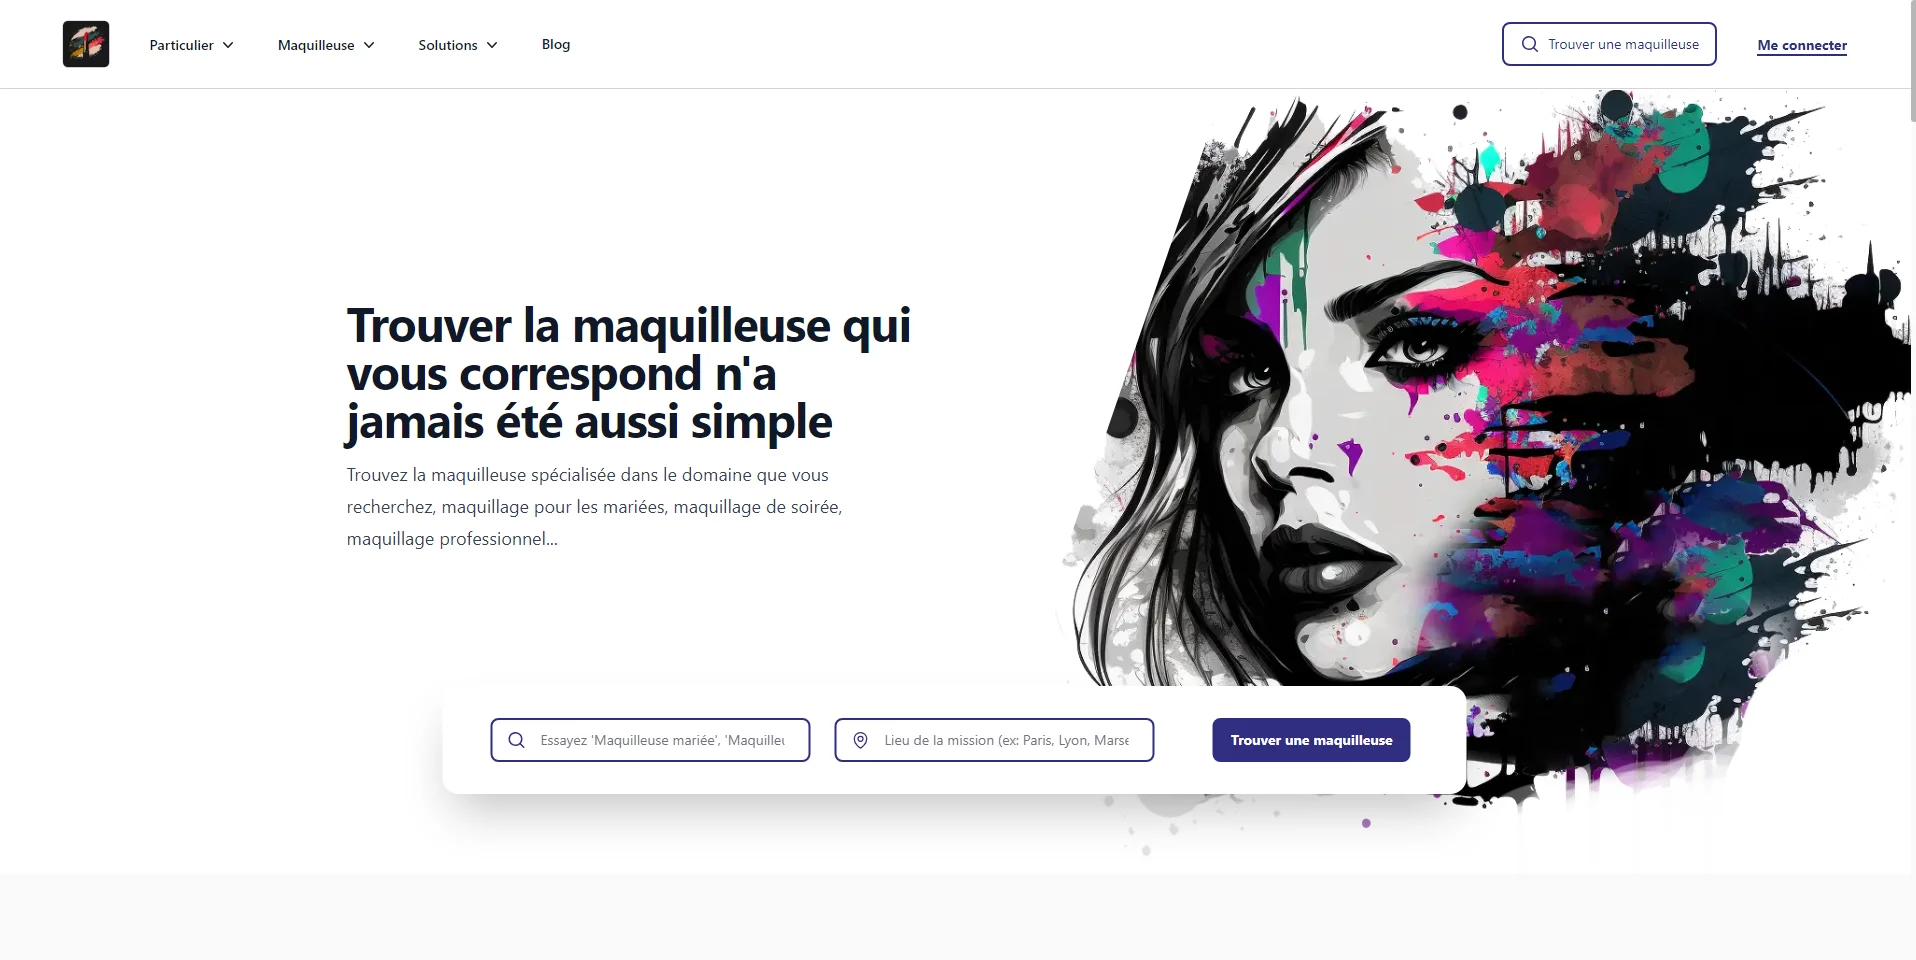 Particulier
Maquilleuse
Solutions
Blog
Trouver une maquilleuse
Me connecter
Trouver la maquilleuse qui
vous correspond n'a
jamais été aussi simple
Trouvez la maquilleuse spécialisée dans le domaine que vous
recherchez, maquillage pour les mariées, maquillage de soirée,
maquillage professionnel...
Essayez 'Maquilleuse mariée', 'Maquilleu
Lieu de la mission (ex: Paris, Lyon, Marse
Trouver une maquilleuse